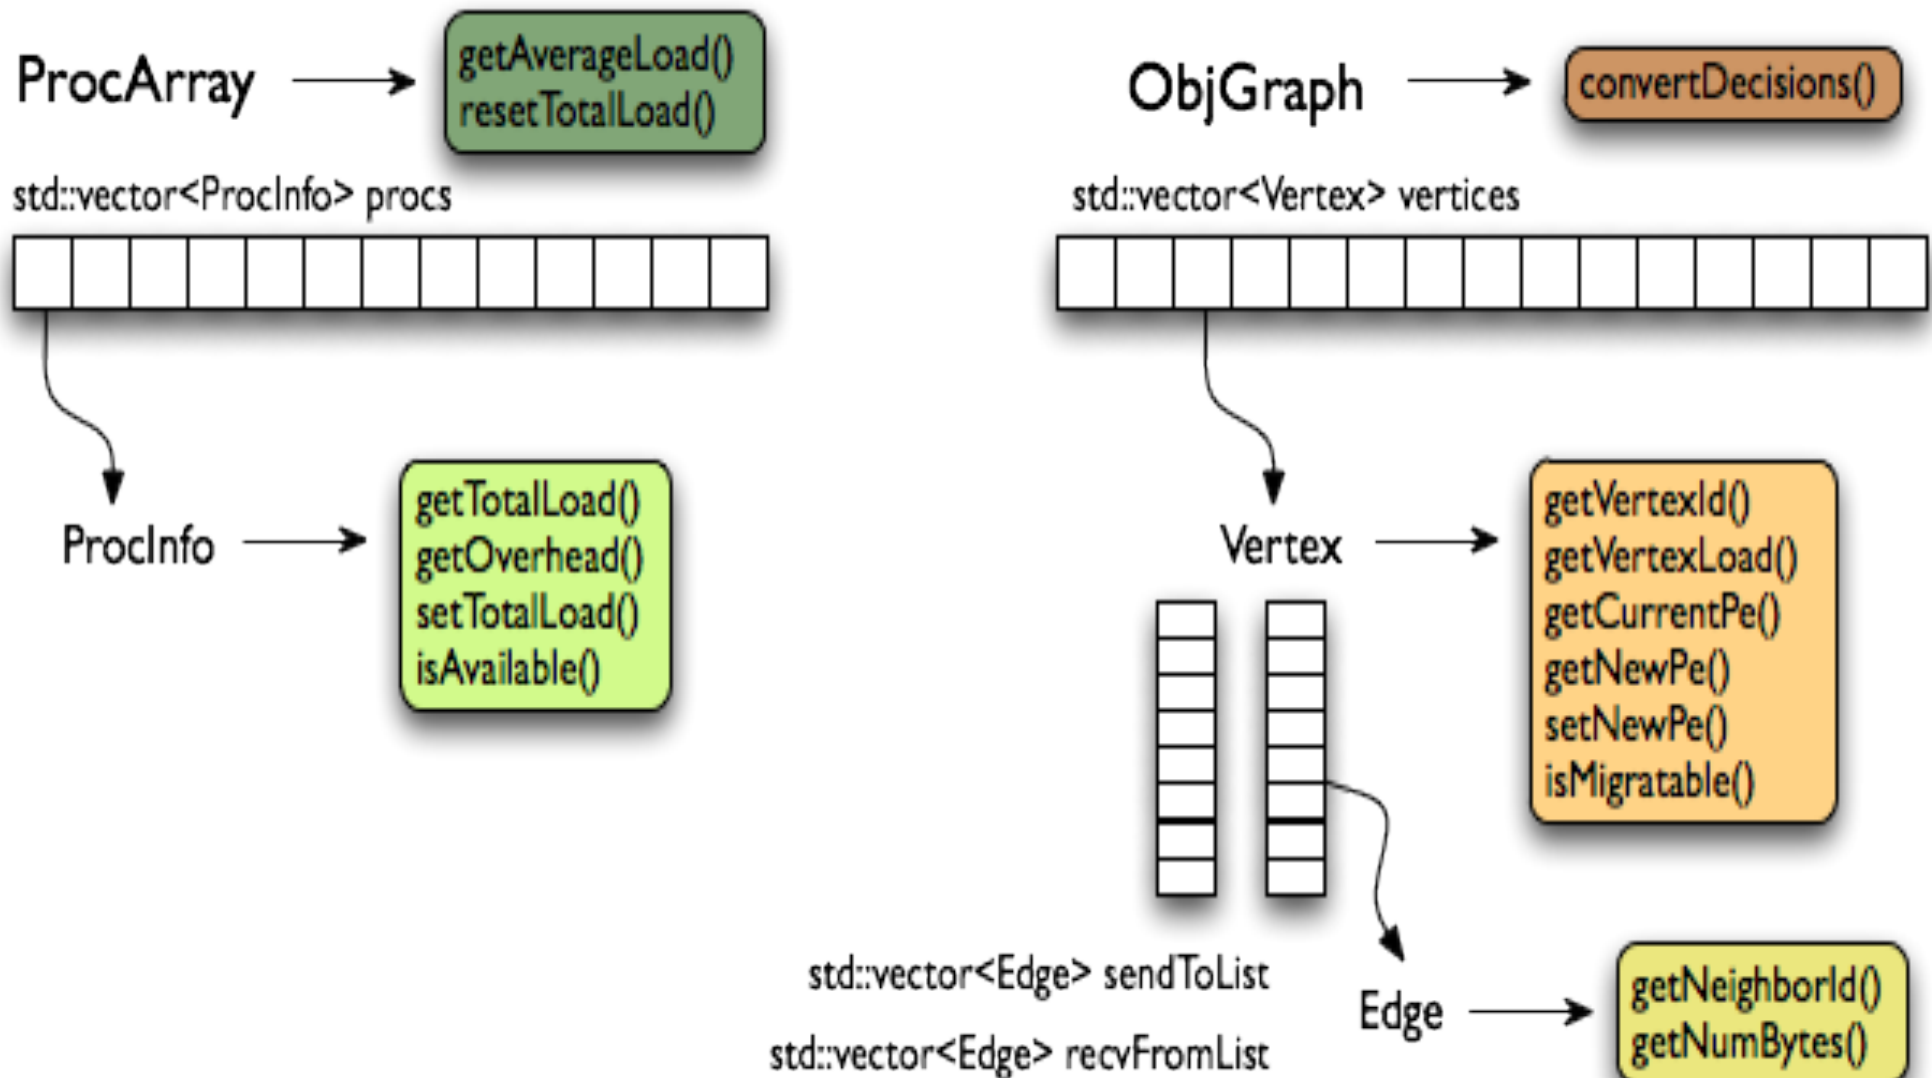 ProcArray
getAverageLoad()
resetTotalLoad()
std::vector<ProcInfo> procs
ProcInfo
getTotalLoad()
getOverhead()
setTotalLoad()
isAvailable()
ObjGraph
convertDecisions()
std::vector<Vertex> vertices
Vertex
getVertexId()
getVertexLoad()
getCurrentPe()
getNewPe()
setNewPe()
isMigratable()
std::vector<Edge> sendToList
std::vector<Edge> recvFromList
Edge
getNeighborId()
getNumBytes()